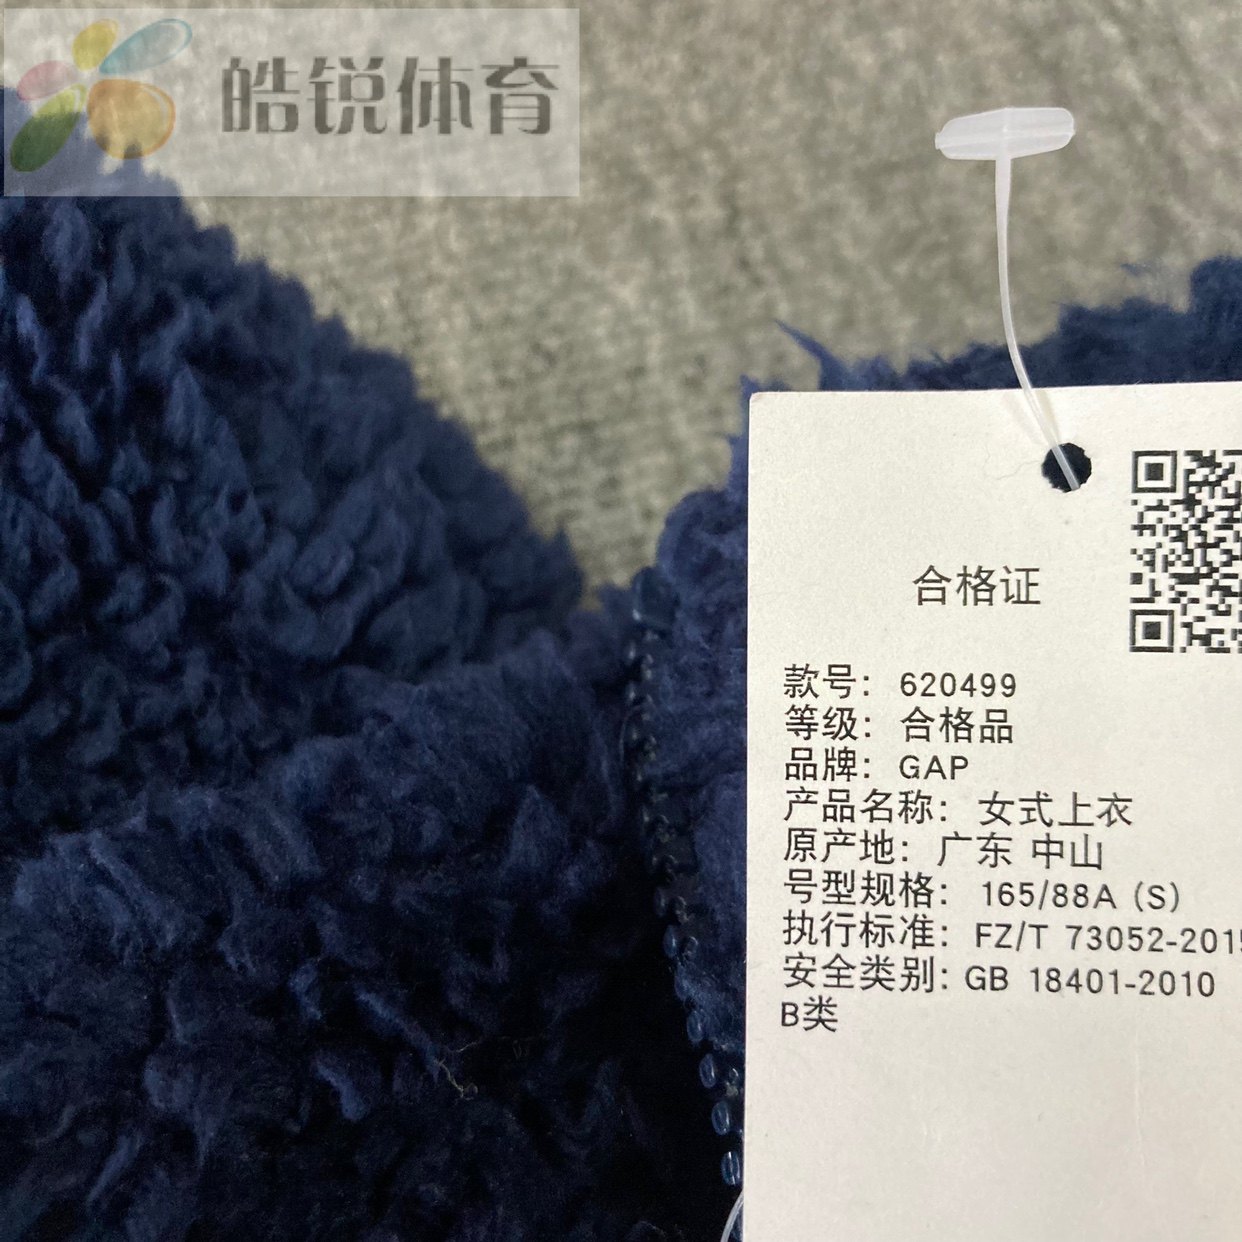 皓锐体育
合格证
款号: 620499
等级: 合格品
品牌: GAP
产品名称: 女式上衣
原产地: 广东 中山
号型规格: 165/88A (S)
执行标准: FZ/T 73052-2015
安全类别: GB 18401-2010
B类